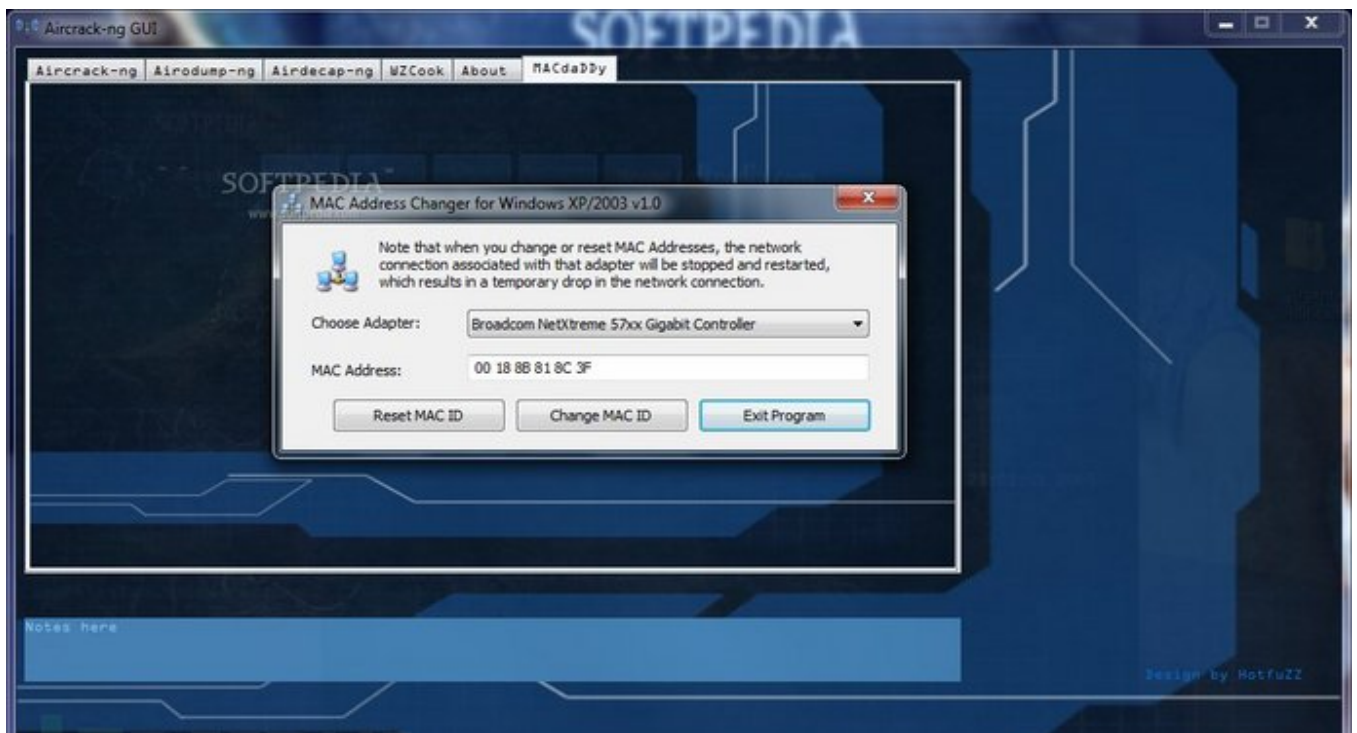 SOFTPEDIA
Aircrack-ng GUI
Aircrack-ng Airodump-ng Airdecap-ng WZCook About MACdaDDy
SOFTPEDIA
MAC Address Changer for Windows XP/2003 v1.0
Note that when you change or reset MAC Addresses, the network
connection associated with that adapter will be stopped and restarted,
which results in a temporary drop in the network connection.
Choose Adapter: Broadcom NetXtreme 57xx Gigabit Controller
MAC Address: 00 18 8B 81 8C 3F
Reset MAC ID Change MAC ID Exit Program
Notes here
Design by HotfuZZ